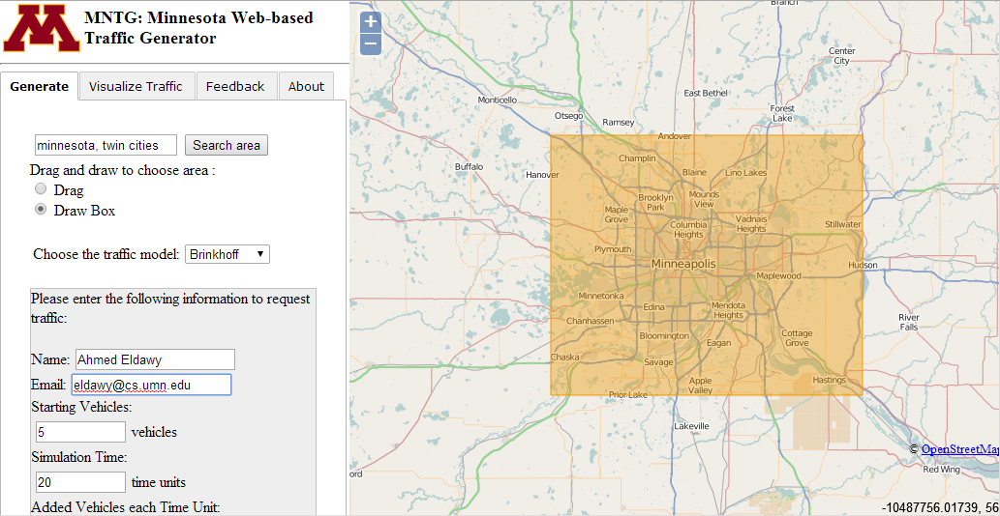 M
MNTG: Minnesota Web-based
Traffic Generator
Generate
Visualize Traffic
Feedback
About
minnesota, twin cities
Search area
Drag and draw to choose area :
Drag
Draw Box
Choose the traffic model:
Brinkhoff
Please enter the following information to request
traffic:
Name:
Ahmed Eldawy
Email:
eldawy@cs.umn.edu
Starting Vehicles:
5
vehicles
Simulation Time:
20
time units
Added Vehicles each Time Unit:
+
−
Branch
Center
City
Monticello
East Bethel
Otsego
Ramsey
Forest
Lake
Andover
Champlin
Buffalo
Hanover
Blaine
Lino Lakes
Brooklyn
Park
Mounds
View
Maple
Grove
Columbia
Heights
Vadnais
Heights
Stillwater
Plymouth
Minneapolis
Hudson
Maplewood
Minnetonka
Edina
Mendota
Heights
Chanhassen
River
Falls
Bloomington
Eagan
Cottage
Grove
Chaska
Savage
Apple
Valley
Hastings
Prior Lake
Lakeville
© OpenStreetMap
Red Wing
ord
-10487756.01739, 56